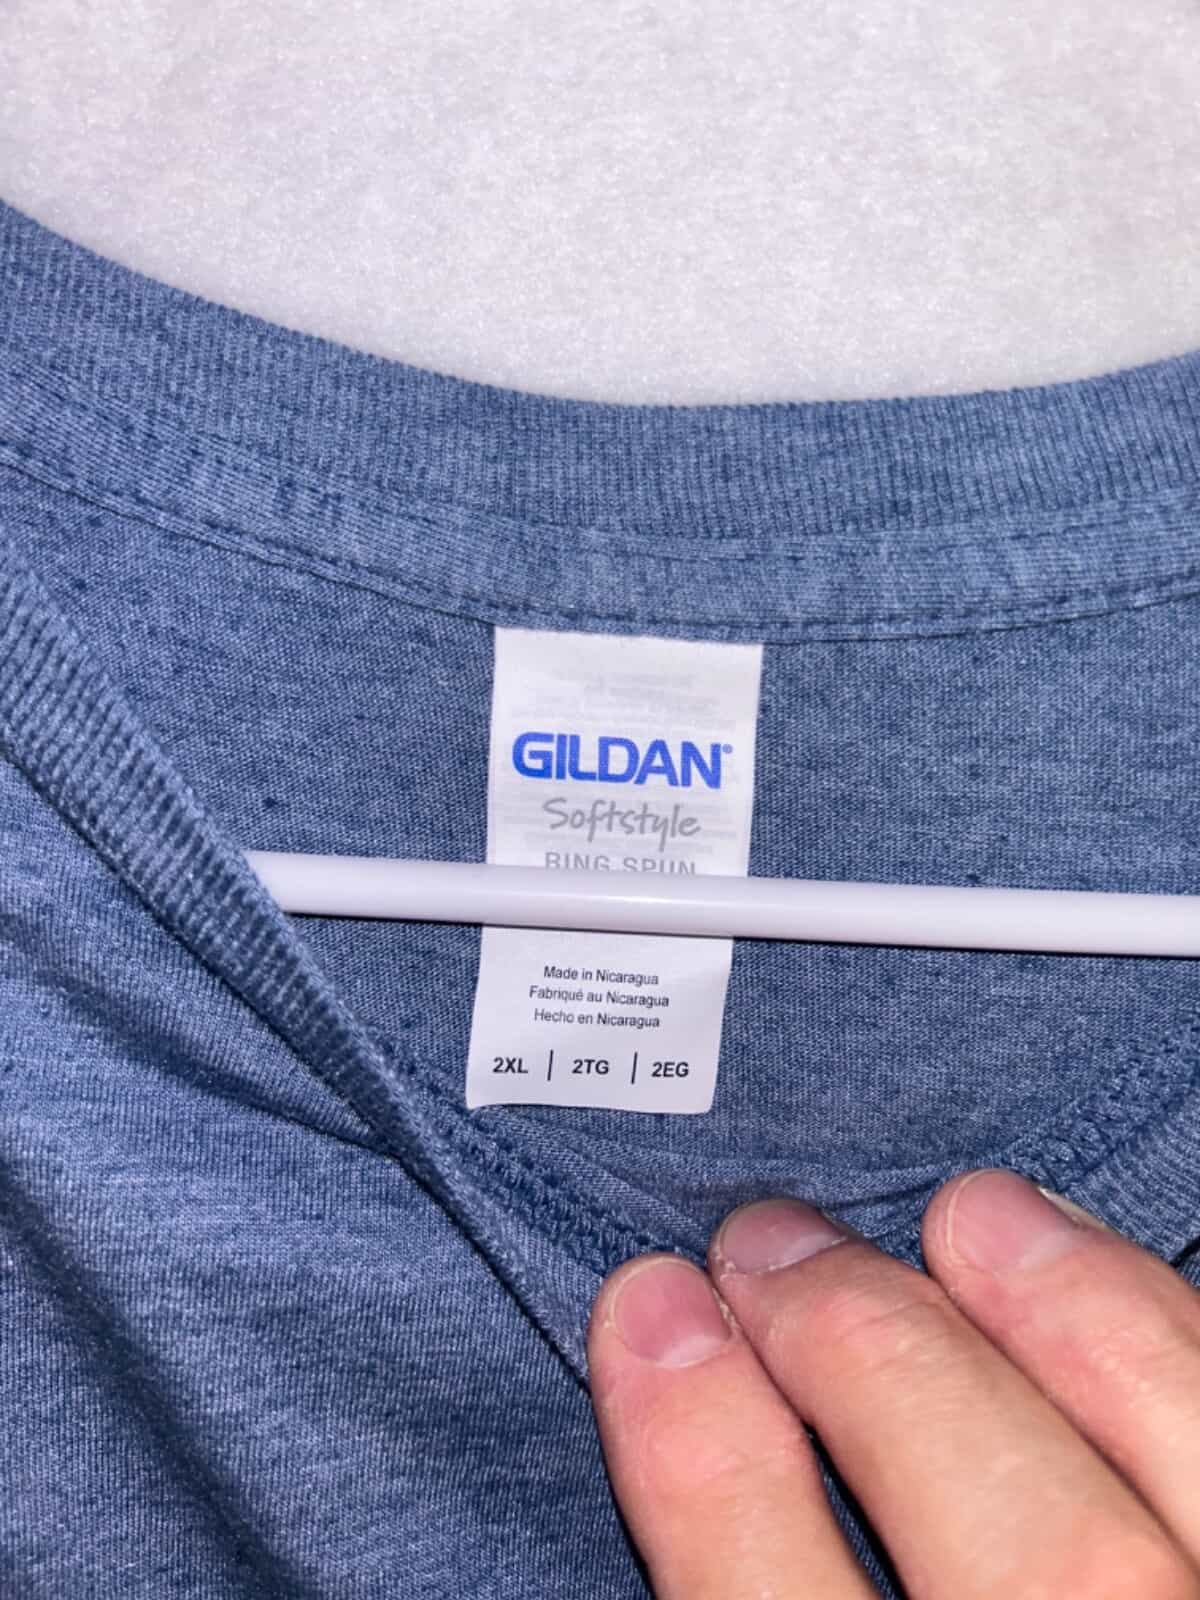 GILDAN®
Softstyle
RING SPUN
Made in Nicaragua
Fabriqué au Nicaragua
Hecho en Nicaragua
2XL | 2TG | 2EG